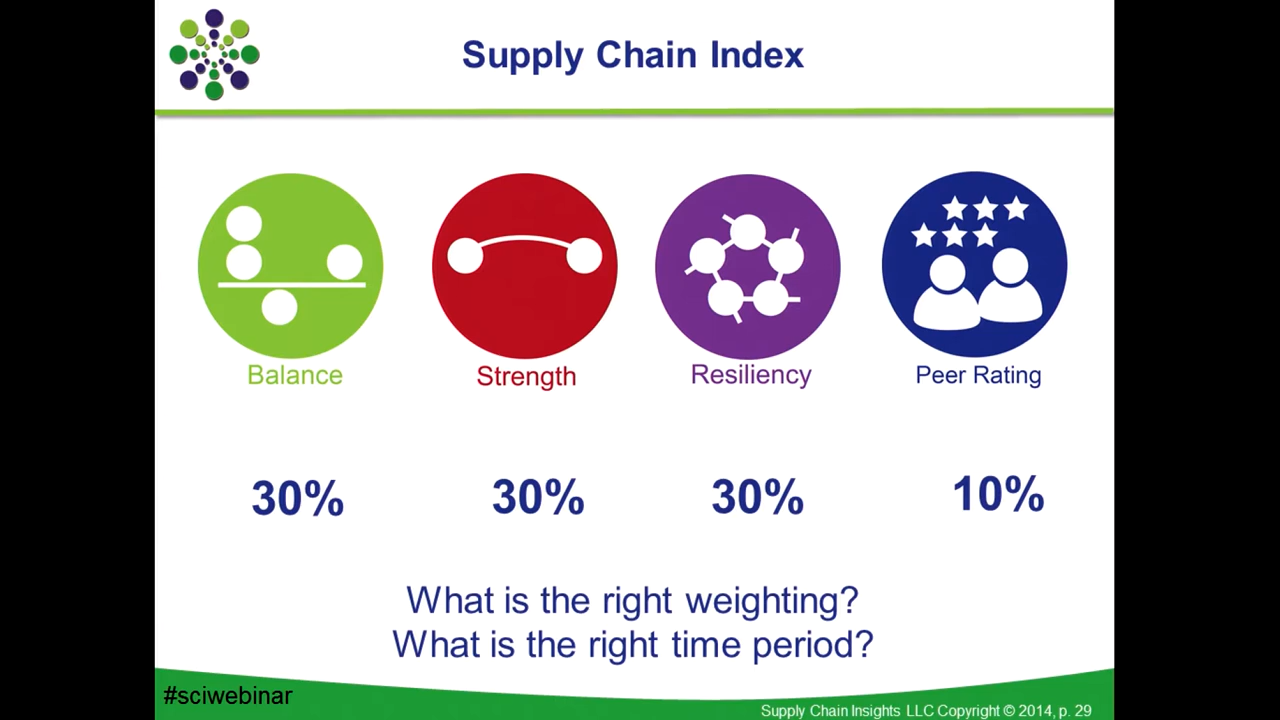 Supply Chain Index
Balance
Strength
Resiliency
Peer Rating
30%
30%
30%
10%
What is the right weighting?
What is the right time period?
#sciwebinar
Supply Chain Insights LLC Copyright © 2014, p. 29